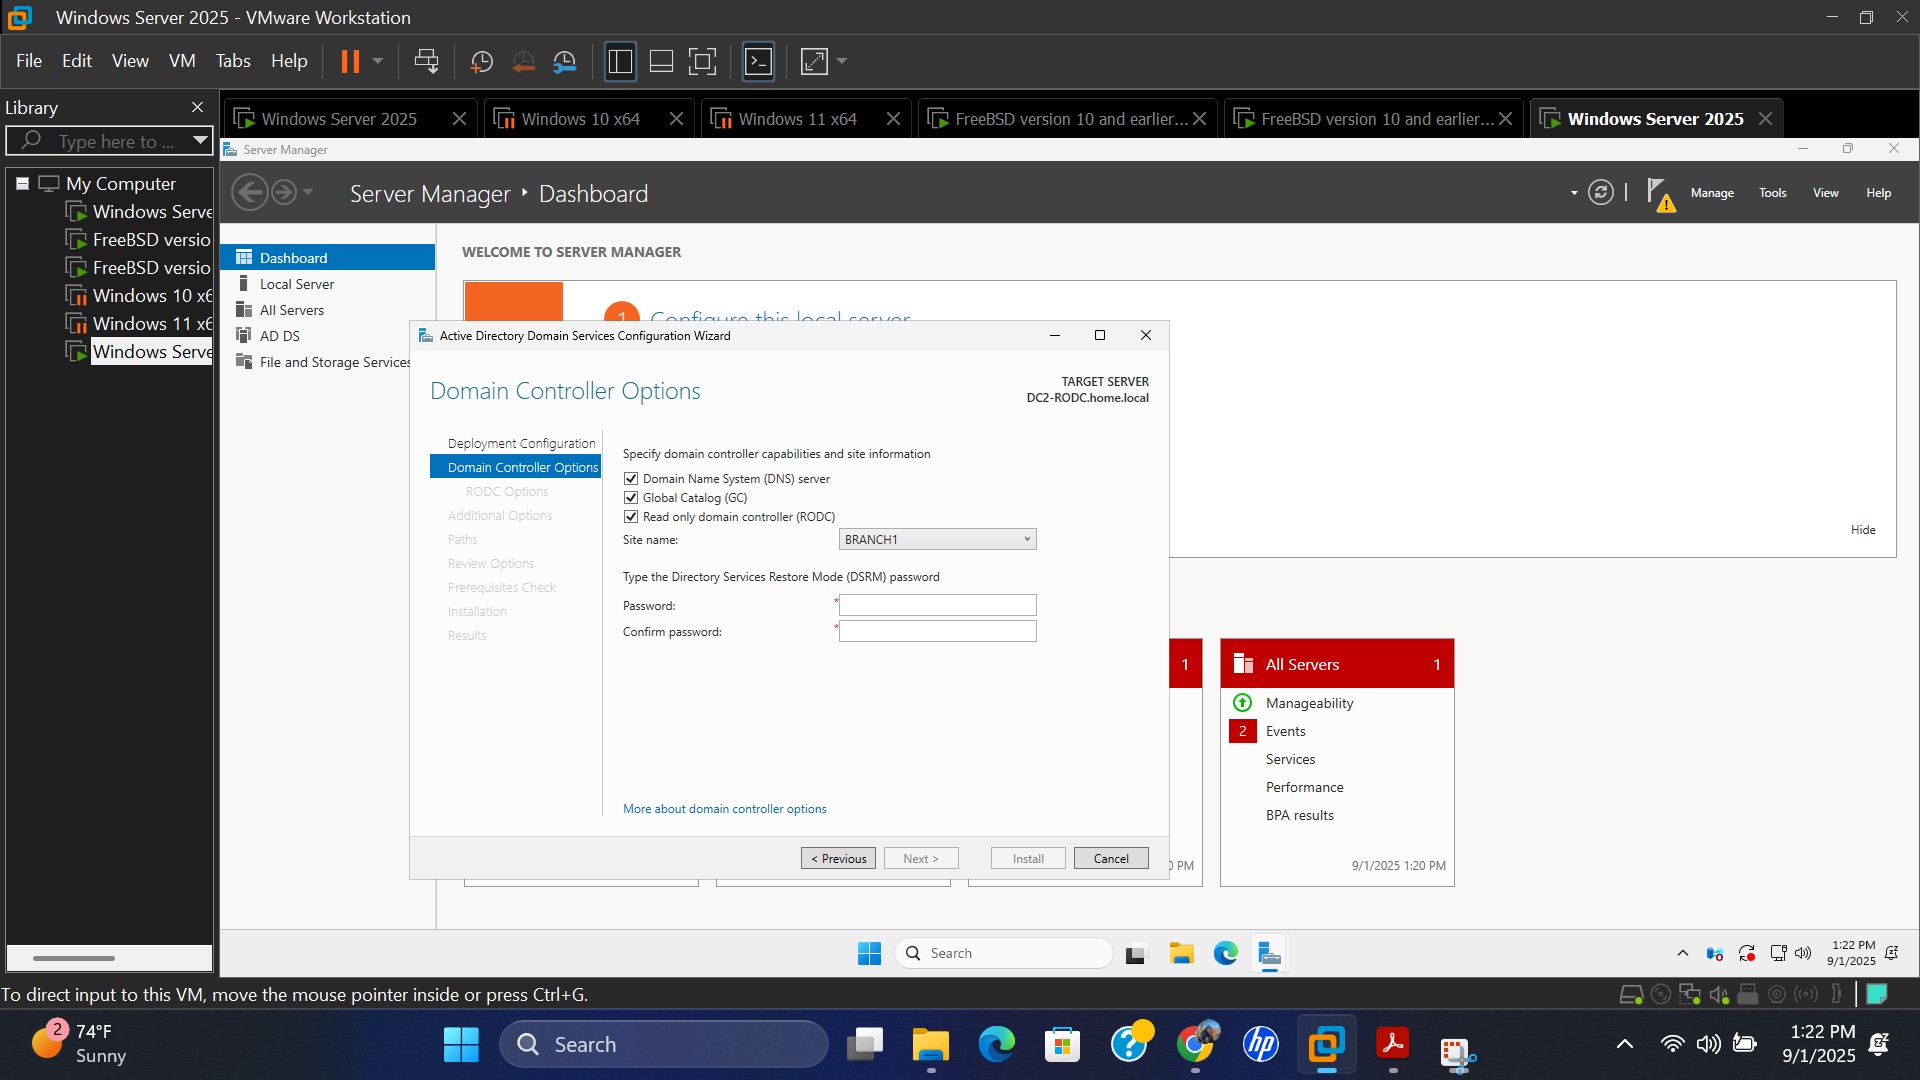 Windows Server 2025 - VMware Workstation
File Edit View VM Tabs Help
Library
Type here to ...
My Computer
Windows Serve
FreeBSD versio
FreeBSD versio
Windows 10 x6
Windows 11 x6
Windows Serve
Windows Server 2025
Windows 10 x64
Windows 11 x64
FreeBSD version 10 and earlier...
FreeBSD version 10 and earlier...
Windows Server 2025
Server Manager
Server Manager Dashboard
Manage Tools View Help
Dashboard
Local Server
All Servers
AD DS
File and Storage Services
WELCOME TO SERVER MANAGER
1 Configure this local server
Hide
Active Directory Domain Services Configuration Wizard
Domain Controller Options
TARGET SERVER
DC2-RODC.home.local
Deployment Configuration
Domain Controller Options
RODC Options
Additional Options
Paths
Review Options
Prerequisites Check
Installation
Results
Specify domain controller capabilities and site information
Domain Name System (DNS) server
Global Catalog (GC)
Read only domain controller (RODC)
Site name: BRANCH1
Type the Directory Services Restore Mode (DSRM) password
Password: *
Confirm password: *
More about domain controller options
< Previous Next > Install Cancel
1
0 PM
All Servers 1
Manageability
2 Events
Services
Performance
BPA results
9/1/2025 1:20 PM
Search
1:22 PM
9/1/2025
To direct input to this VM, move the mouse pointer inside or press Ctrl+G.
2
74°F
Sunny
Search
hp
1:22 PM
9/1/2025